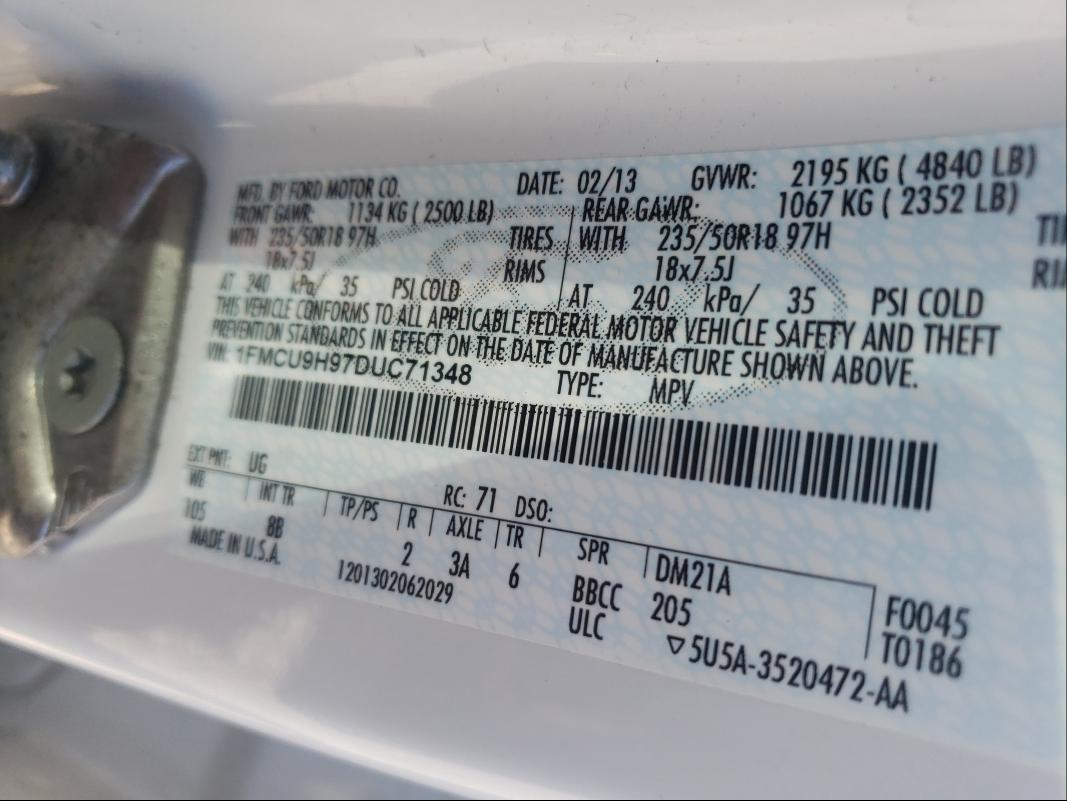 MFD. BY FORD MOTOR CO. DATE: 02/13 GVWR: 2195 KG ( 4840 LB)
FRONT GAWR: 1134 KG ( 2500 LB) REAR GAWR: 1067 KG ( 2352 LB)
WITH 235/50R18 97H TIRES WITH 235/50R18 97H
18x7.5J RIMS 18x7.5J
AT 240 kPa/ 35 PSI COLD AT 240 kPa/ 35 PSI COLD
THIS VEHICLE CONFORMS TO ALL APPLICABLE FEDERAL MOTOR VEHICLE SAFETY AND THEFT
PREVENTION STANDARDS IN EFFECT ON THE DATE OF MANUFACTURE SHOWN ABOVE.
VIN: 1FMCU9H97DUC71348 TYPE: MPV
EXT PNT: UG RC: 71 DSO:
WB INT TR TP/PS R AXLE TR SPR DM21A
105 8B 2 3A 6 BBCC 205 F0045
MADE IN U.S.A. 1201302062029 ULC T0186
▽5U5A-3520472-AA